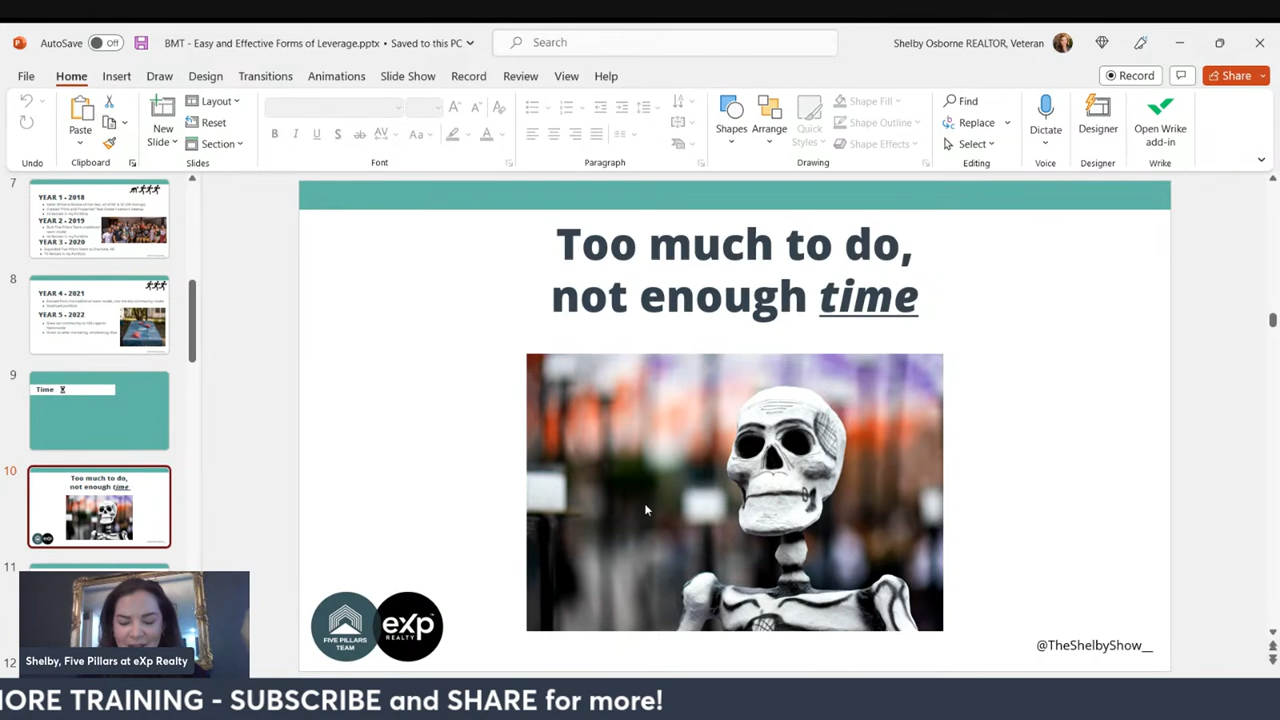 AutoSave
Off
BMT - Easy and Effective Forms of Leverage.pptx • Saved to this PC
Search
Shelby Osborne REALTOR, Veteran
File
Home
Insert
Draw
Design
Transitions
Animations
Slide Show
Record
Review
View
Help
Record
Share
Paste
New
Slide
Layout
Reset
Section
Shapes
Arrange
Quick
Styles
Shape Fill
Shape Outline
Shape Effects
Find
Replace
Select
Dictate
Designer
Open Wrike
add-in
Undo
Clipboard
Slides
Font
Paragraph
Drawing
Editing
Voice
Designer
Wrike
7
YEAR 1 - 2018
YEAR 2 - 2019
YEAR 3 - 2020
8
YEAR 4 - 2021
YEAR 5 - 2022
9
Time
10
Too much to do,
not enough time
11
12
Too much to do,
not enough time
FIVE PILLARS
TEAM
eXp
REALTY
@TheShelbyShow__
Shelby, Five Pillars at eXp Realty
MORE TRAINING - SUBSCRIBE and SHARE for more!